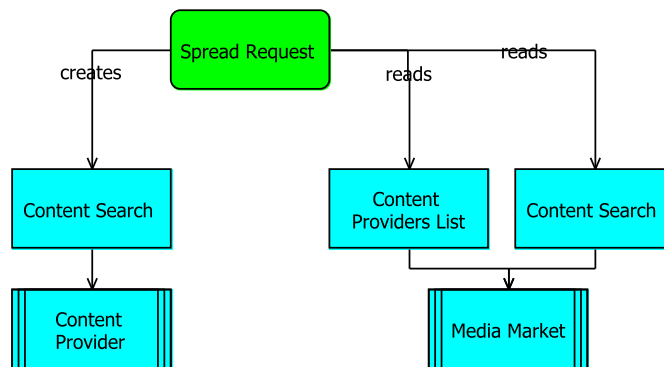 Spread Request
creates
reads
reads
Content Search
Content
Providers List
Content Search
Content
Provider
Media Market